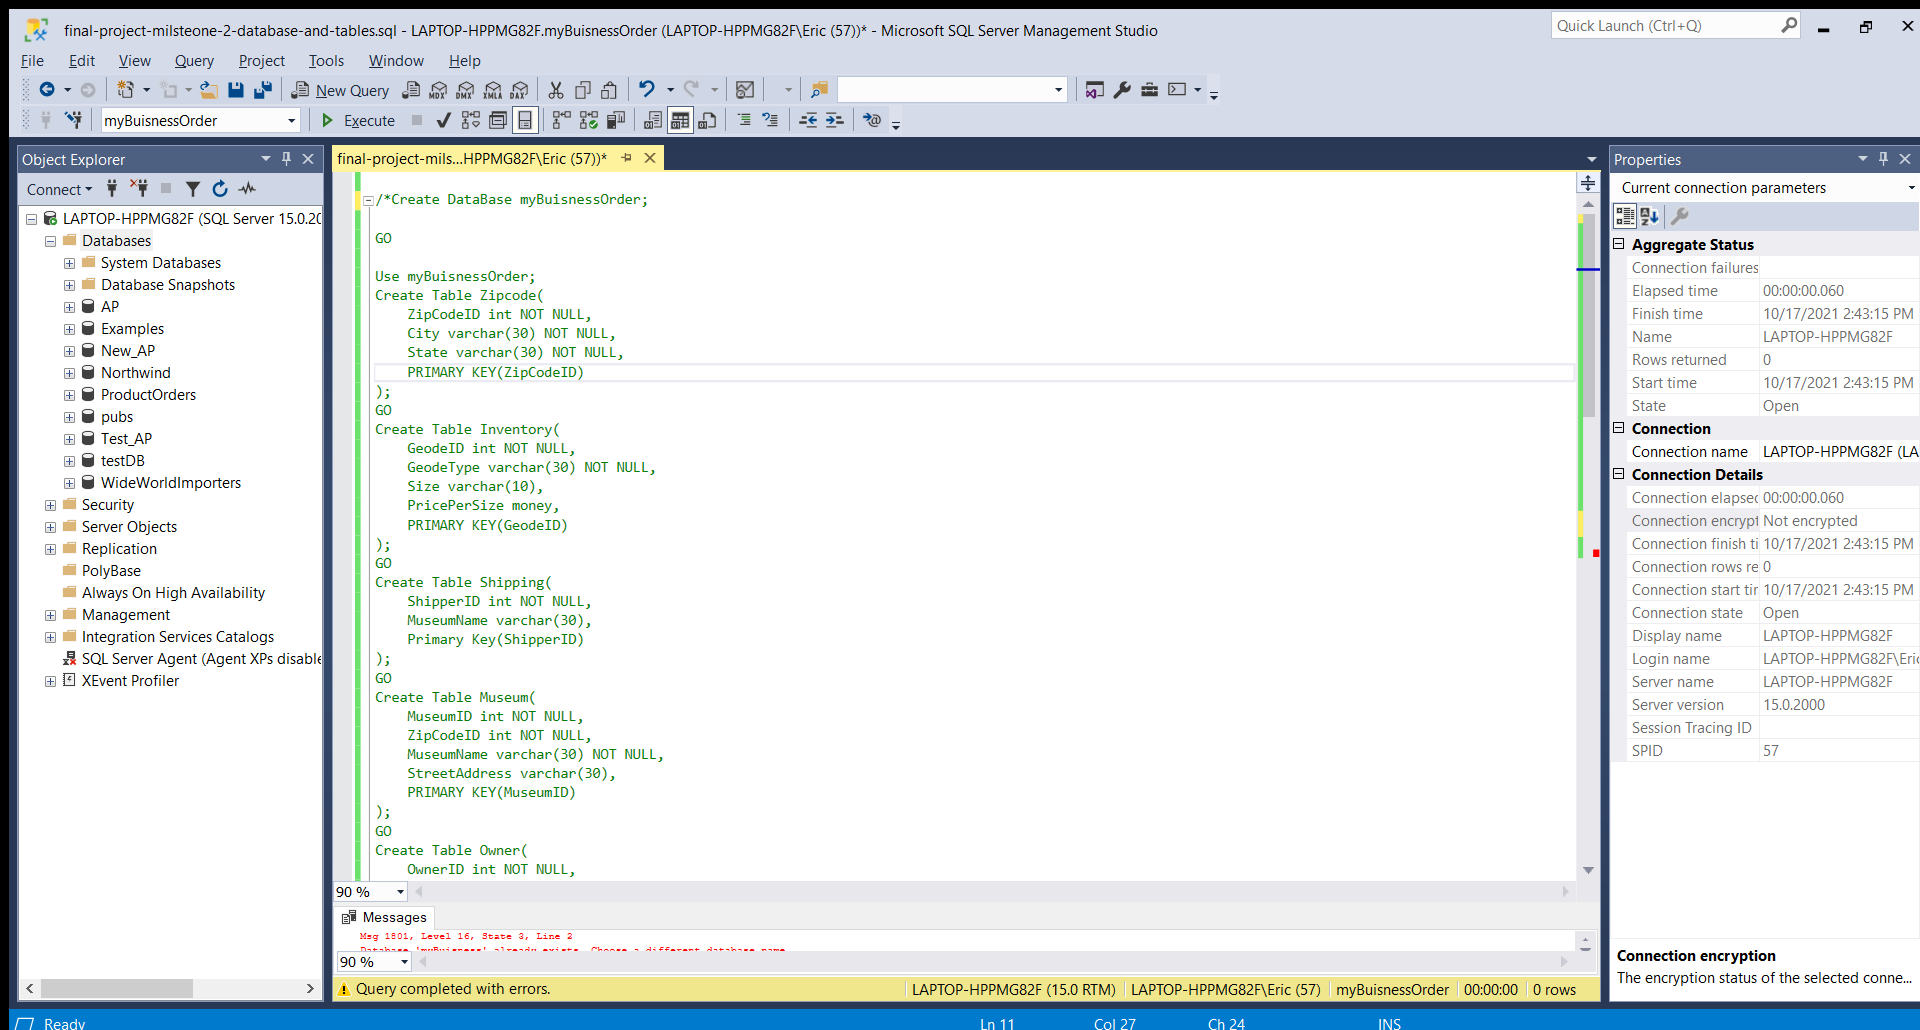 final-project-milsteone-2-database-and-tables.sql - LAPTOP-HPPMG82F.myBuisnessOrder (LAPTOP-HPPMG82F\Eric (57))* - Microsoft SQL Server Management Studio
Quick Launch (Ctrl+Q)
File Edit View Query Project Tools Window Help
New Query MDX DMX XMLA DAX
myBuisnessOrder Execute
Object Explorer
Connect
LAPTOP-HPPMG82F (SQL Server 15.0.20
Databases
System Databases
Database Snapshots
AP
Examples
New_AP
Northwind
ProductOrders
pubs
Test_AP
testDB
WideWorldImporters
Security
Server Objects
Replication
PolyBase
Always On High Availability
Management
Integration Services Catalogs
SQL Server Agent (Agent XPs disable
XEvent Profiler
final-project-mils...HPPMG82F\Eric (57))*
/*Create DataBase myBuisnessOrder;
GO
Use myBuisnessOrder;
Create Table Zipcode(
ZipCodeID int NOT NULL,
City varchar(30) NOT NULL,
State varchar(30) NOT NULL,
PRIMARY KEY(ZipCodeID)
);
GO
Create Table Inventory(
GeodeID int NOT NULL,
GeodeType varchar(30) NOT NULL,
Size varchar(10),
PricePerSize money,
PRIMARY KEY(GeodeID)
);
GO
Create Table Shipping(
ShipperID int NOT NULL,
MuseumName varchar(30),
Primary Key(ShipperID)
);
GO
Create Table Museum(
MuseumID int NOT NULL,
ZipCodeID int NOT NULL,
MuseumName varchar(30) NOT NULL,
StreetAddress varchar(30),
PRIMARY KEY(MuseumID)
);
GO
Create Table Owner(
OwnerID int NOT NULL,
90 %
Messages
Msg 1801, Level 16, State 3, Line 2
Database 'myBuisness' already exists. Choose a different database name.
90 %
Query completed with errors.
LAPTOP-HPPMG82F (15.0 RTM) LAPTOP-HPPMG82F\Eric (57) myBuisnessOrder 00:00:00 0 rows
Properties
Current connection parameters
Aggregate Status
Connection failures
Elapsed time 00:00:00.060
Finish time 10/17/2021 2:43:15 PM
Name LAPTOP-HPPMG82F
Rows returned 0
Start time 10/17/2021 2:43:15 PM
State Open
Connection
Connection name LAPTOP-HPPMG82F (LA
Connection Details
Connection elapsec 00:00:00.060
Connection encrypt Not encrypted
Connection finish ti 10/17/2021 2:43:15 PM
Connection rows re 0
Connection start tir 10/17/2021 2:43:15 PM
Connection state Open
Display name LAPTOP-HPPMG82F
Login name LAPTOP-HPPMG82F\Eric
Server name LAPTOP-HPPMG82F
Server version 15.0.2000
Session Tracing ID
SPID 57
Connection encryption
The encryption status of the selected conne...
Ready Ln 11 Col 27 Ch 24 INS